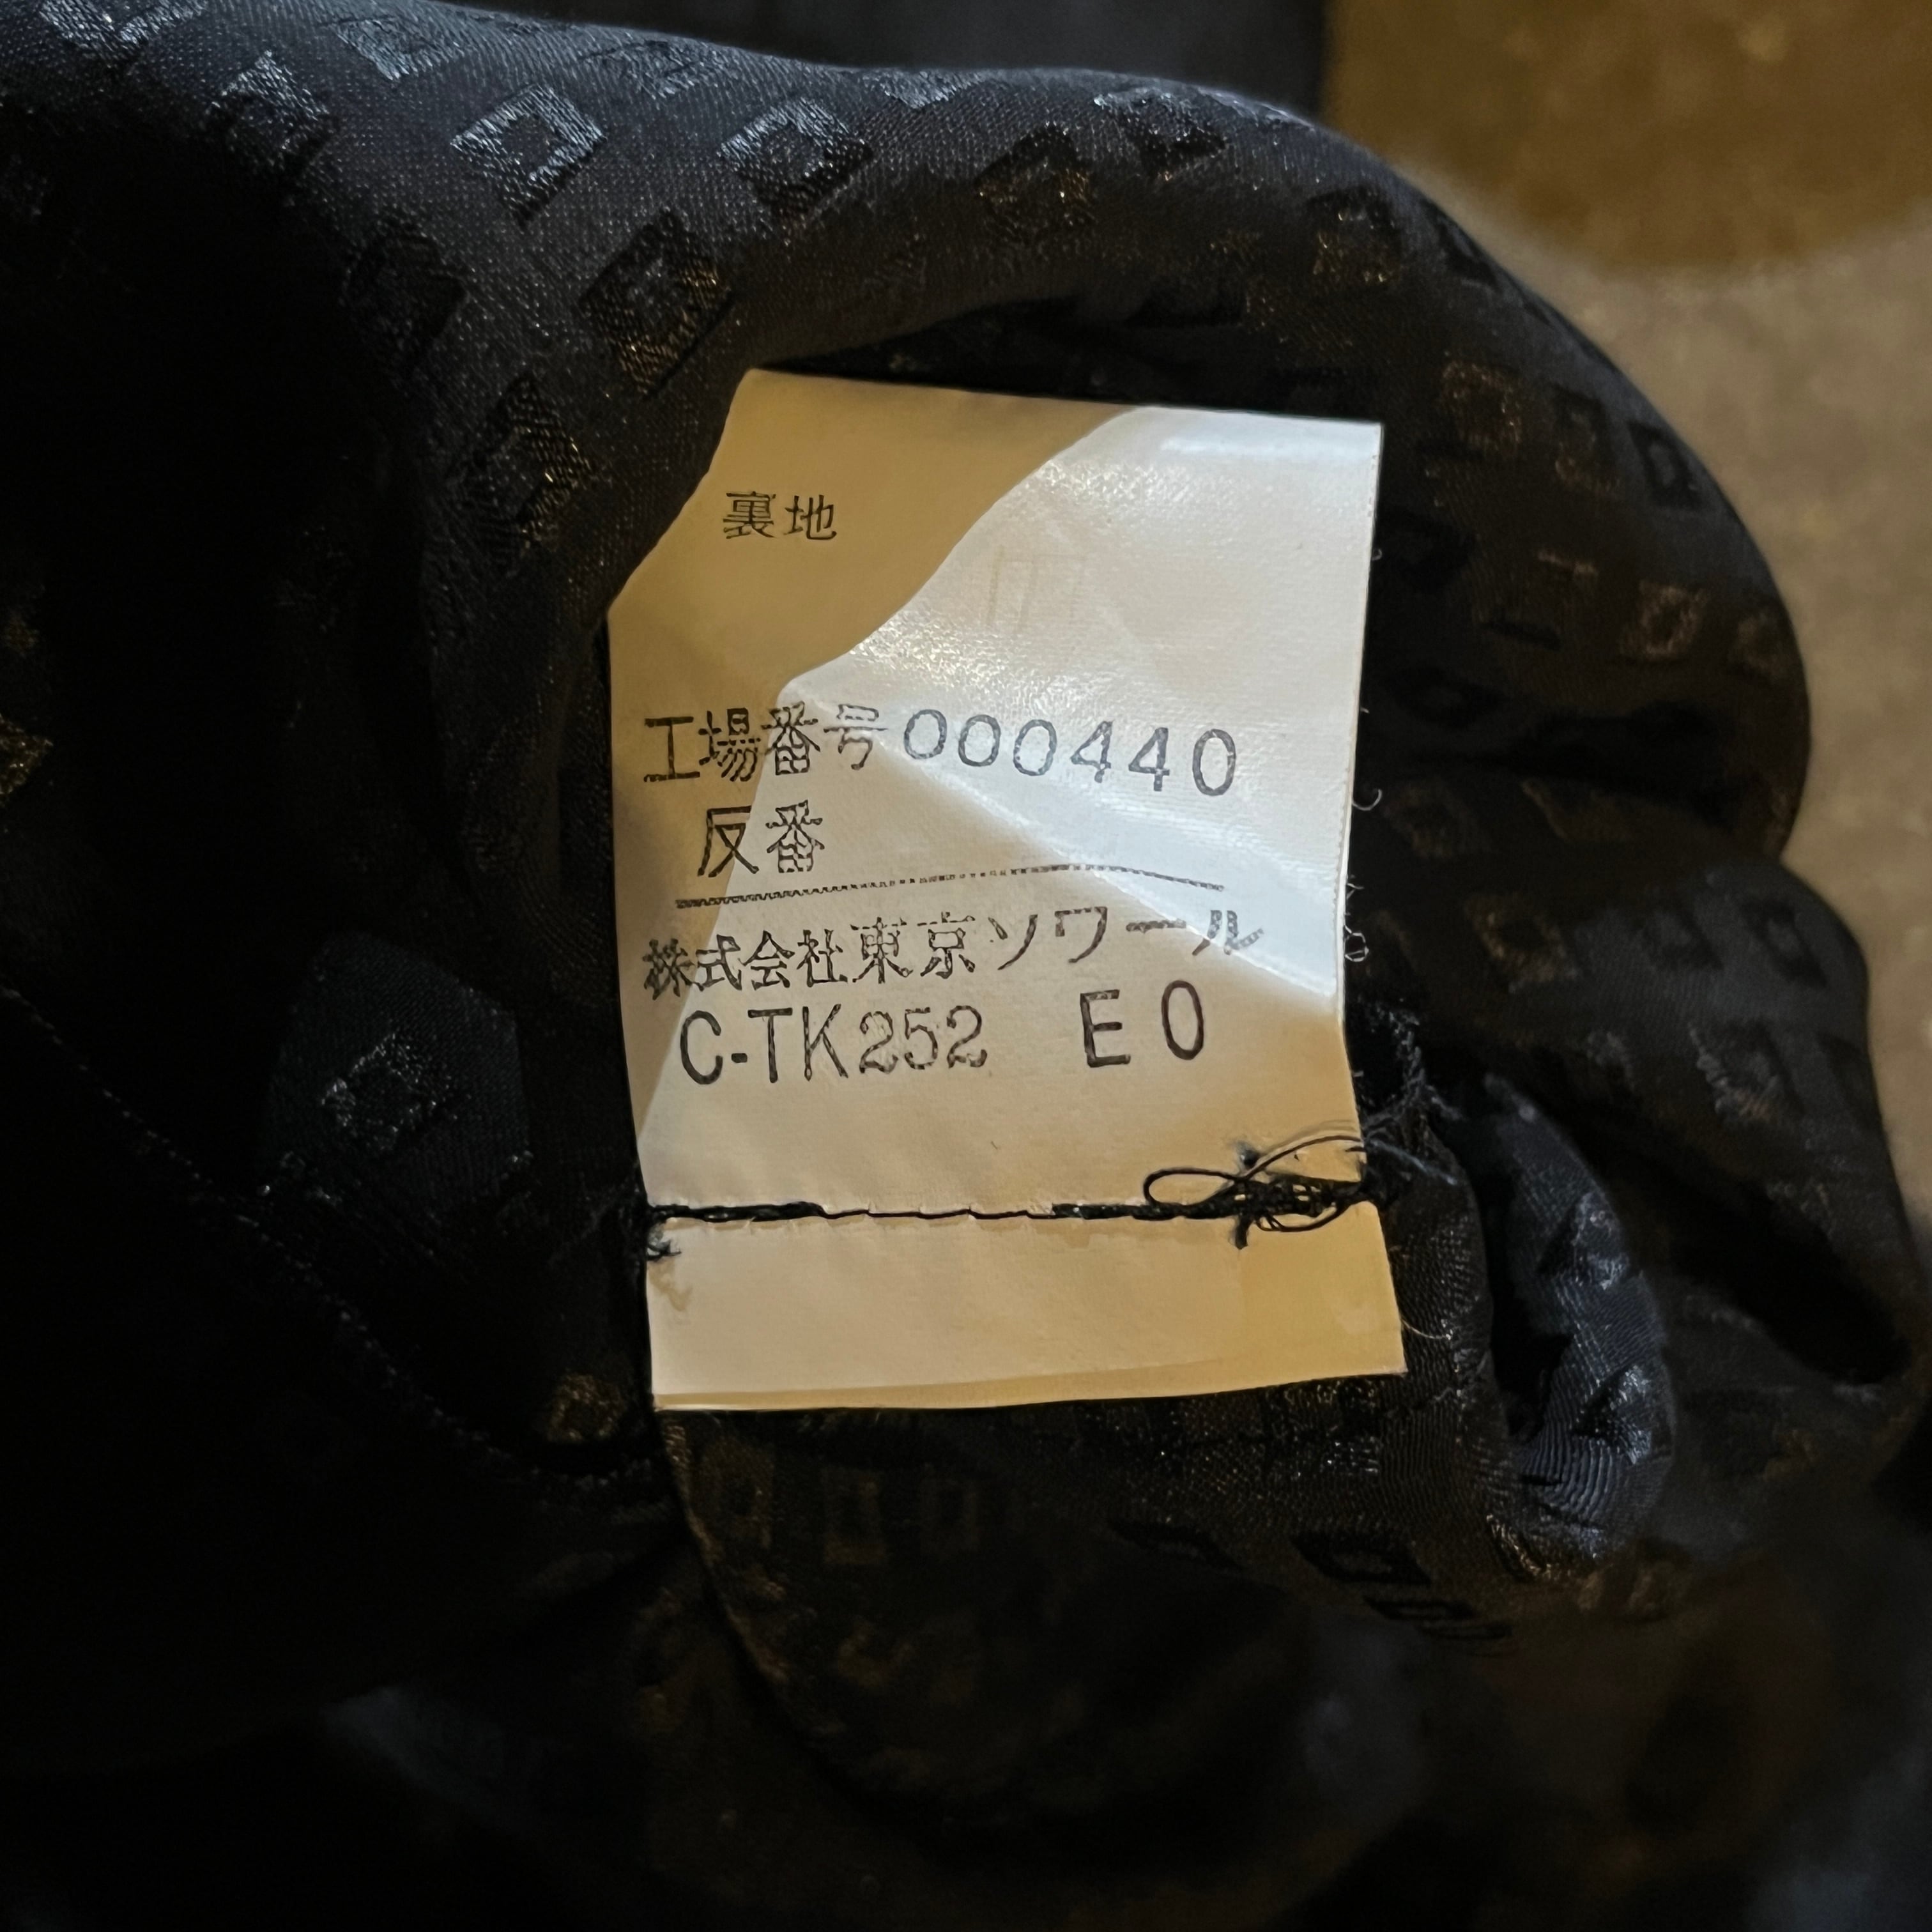 裏地
工場番号000440
反番
株式会社東京ソワール
C-TK252 E0